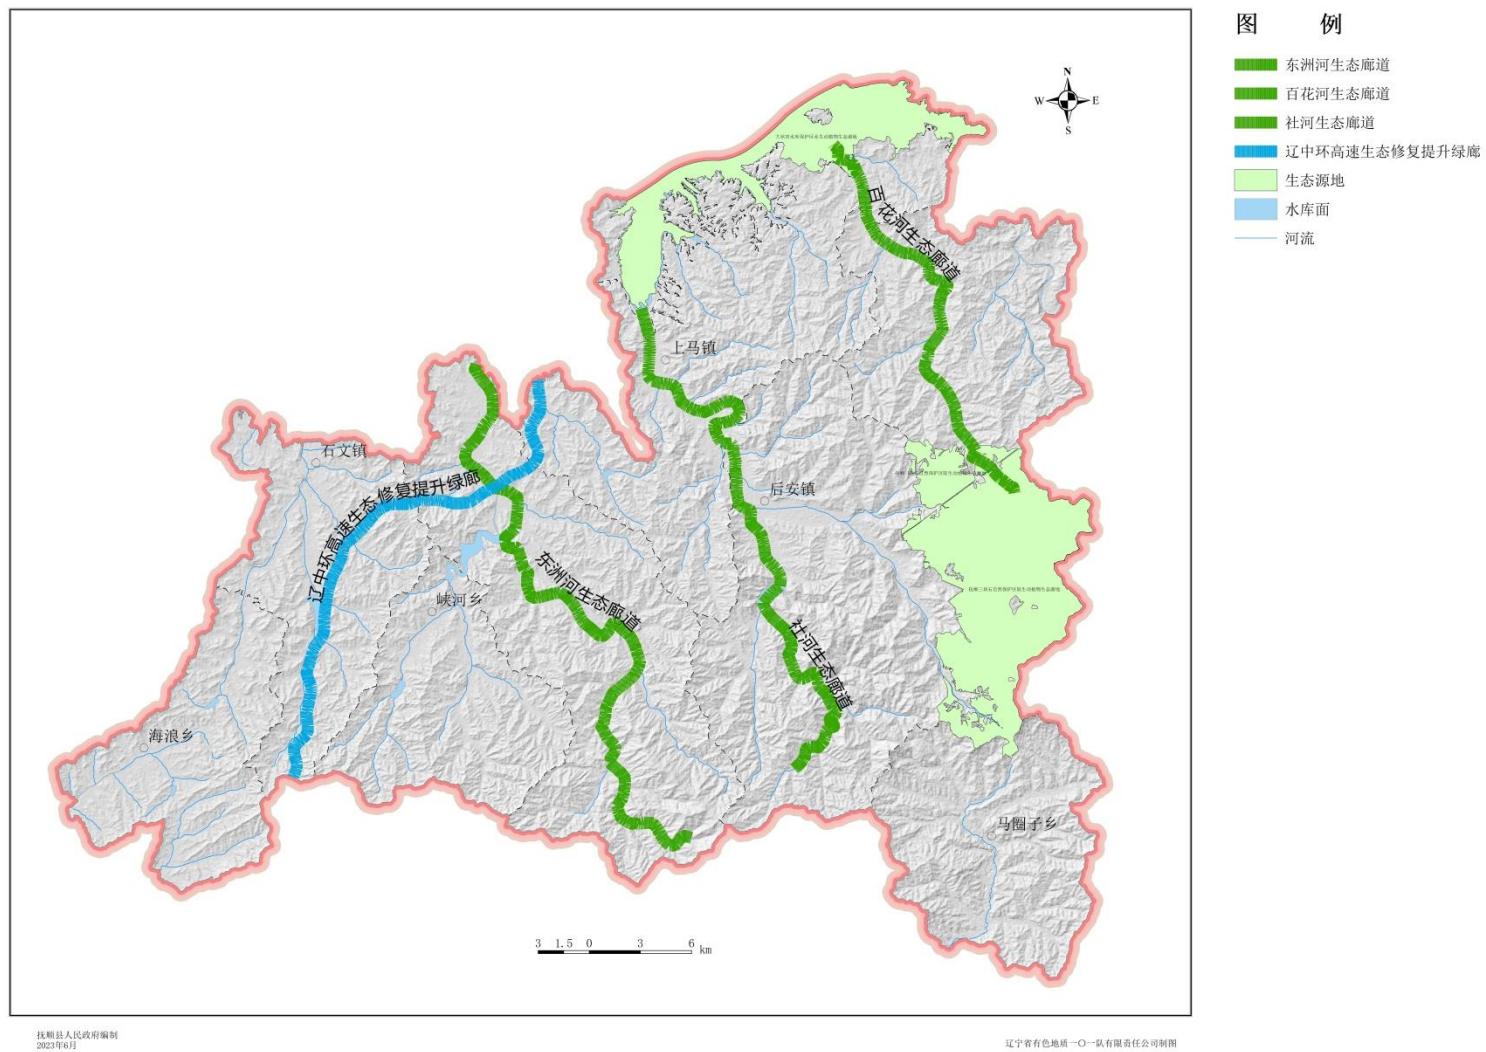 图 例
东洲河生态廊道
百花河生态廊道
社河生态廊道
辽中环高速生态修复提升绿廊
生态源地
水库面
河流
N
W E
S
百花河生态廊道
上马镇
石文镇
辽中环高速生态修复提升绿廊
后安镇
东洲河生态廊道
峡河乡
社河生态廊道
海浪乡
马圈子乡
3 1.5 0 3 6 km
抚顺县人民政府编制
2023年6月
辽宁省有色地质一〇一队有限责任公司制图